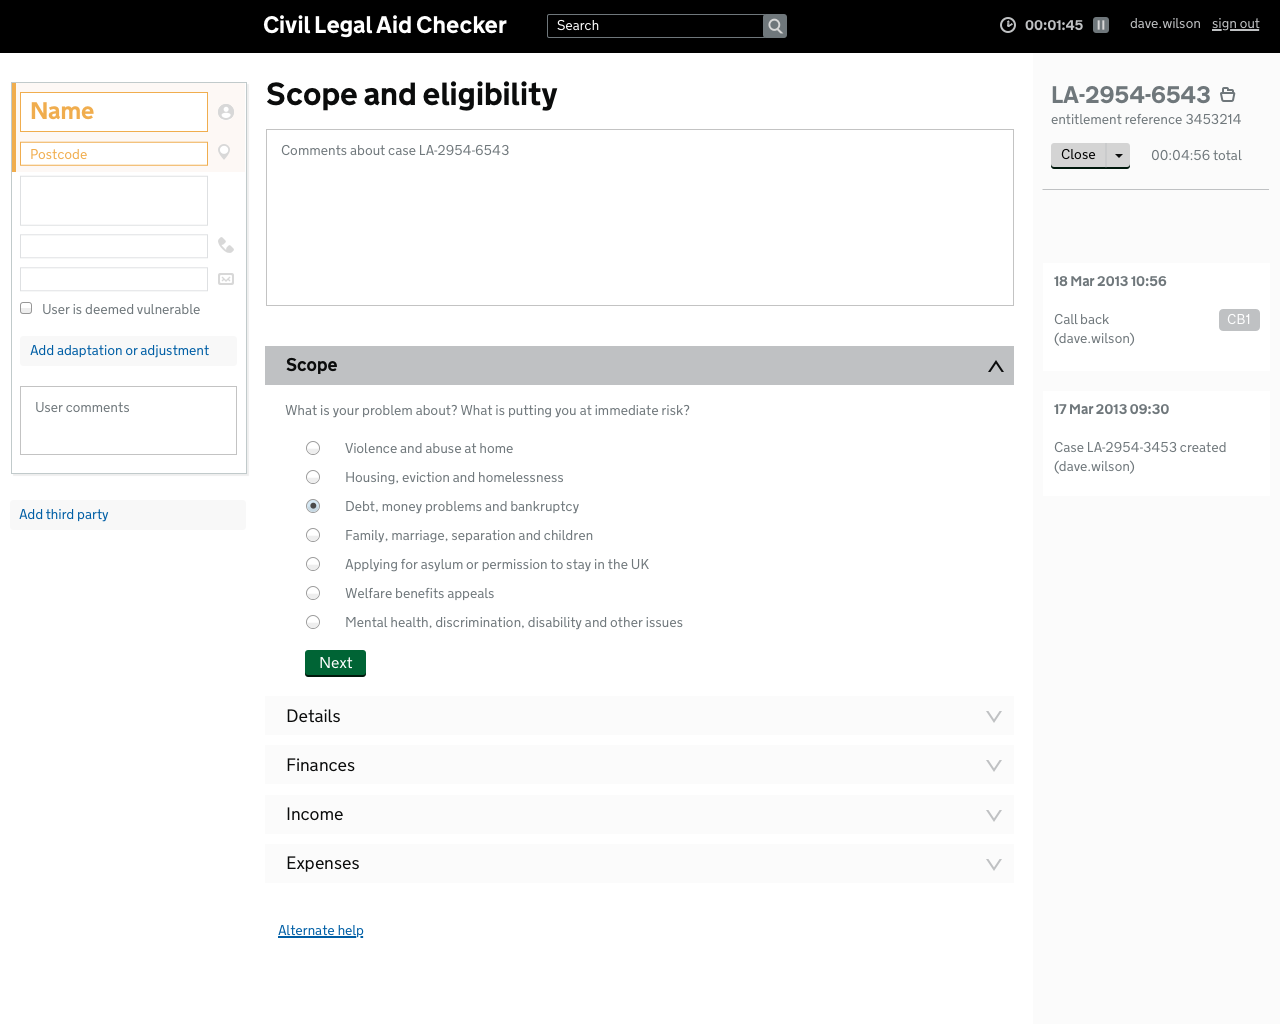 Civil Legal Aid Checker
Search
00:01:45
dave.wilson
sign out
Name
Postcode
User is deemed vulnerable
Add adaptation or adjustment
User comments
Add third party
Scope and eligibility
Comments about case LA-2954-6543
Scope
What is your problem about? What is putting you at immediate risk?
Violence and abuse at home
Housing, eviction and homelessness
Debt, money problems and bankruptcy
Family, marriage, separation and children
Applying for asylum or permission to stay in the UK
Welfare benefits appeals
Mental health, discrimination, disability and other issues
Next
Details
Finances
Income
Expenses
Alternate help
LA-2954-6543
entitlement reference 3453214
Close
00:04:56 total
18 Mar 2013 10:56
Call back
CB1
(dave.wilson)
17 Mar 2013 09:30
Case LA-2954-3453 created
(dave.wilson)